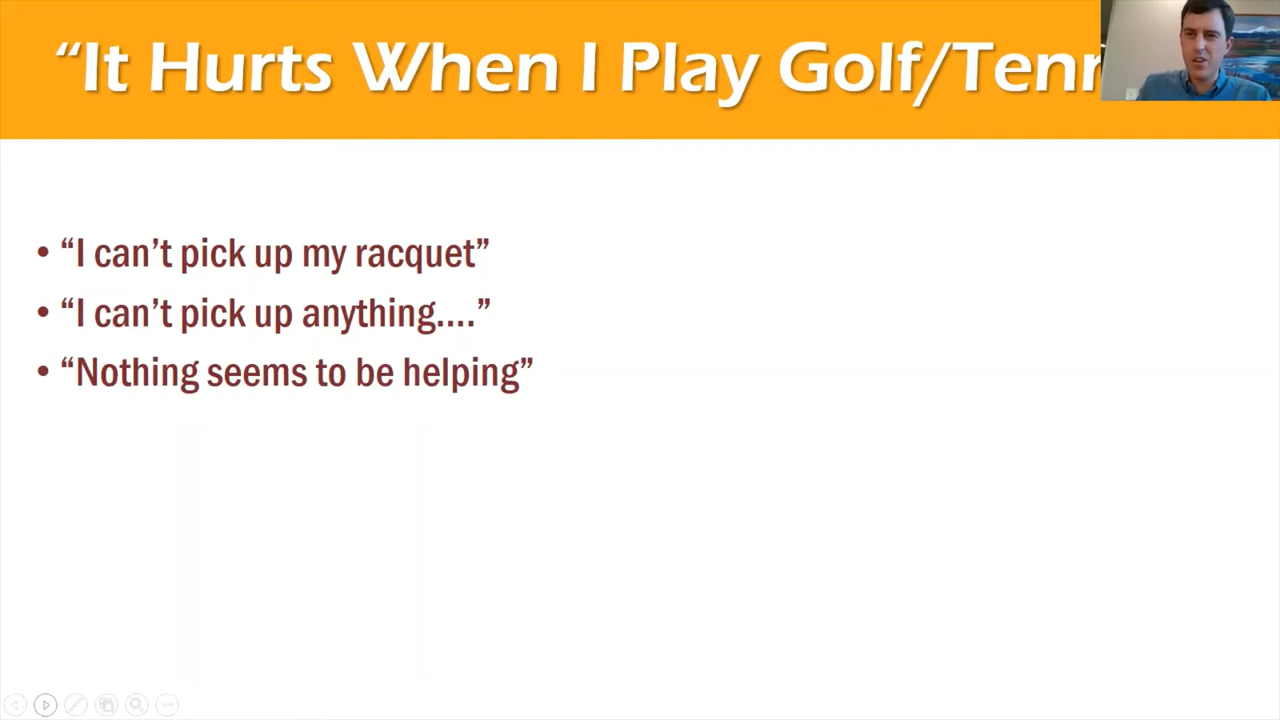 “It Hurts When I Play Golf/Tenn
• “I can’t pick up my racquet”
• “I can’t pick up anything....”
• “Nothing seems to be helping”